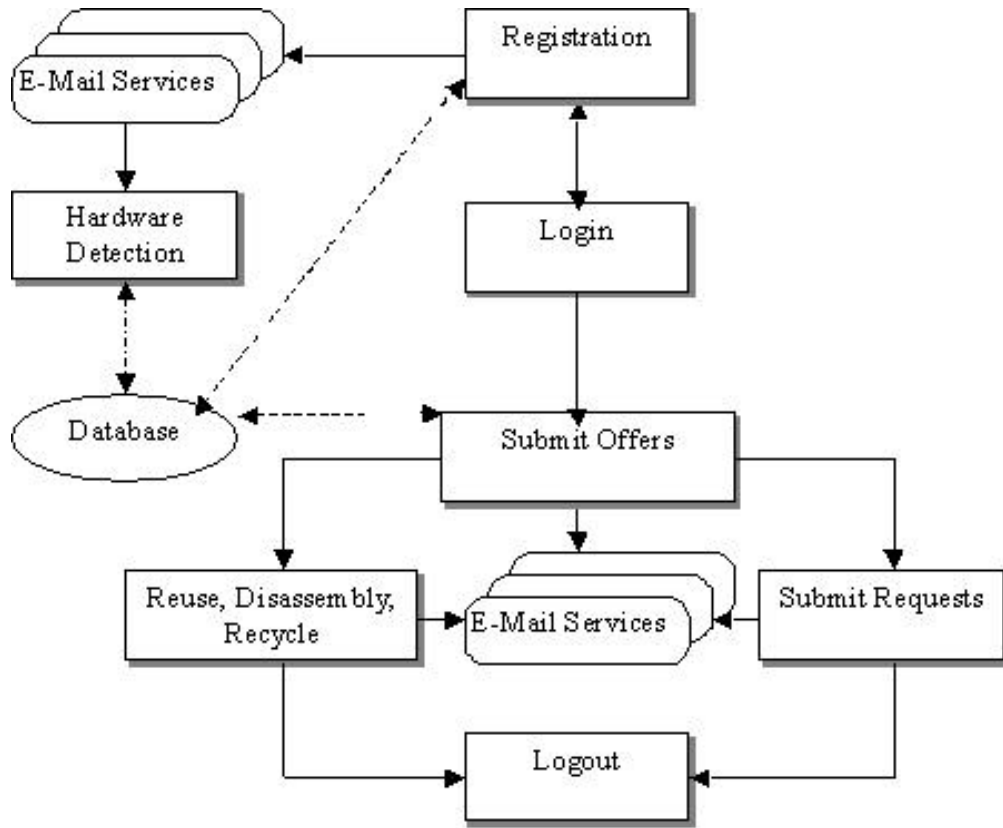 Registration
E-Mail Services
Hardware
Detection
Login
Database
Submit Offers
Reuse, Disassembly,
Recycle
E-Mail Services
Submit Requests
Logout